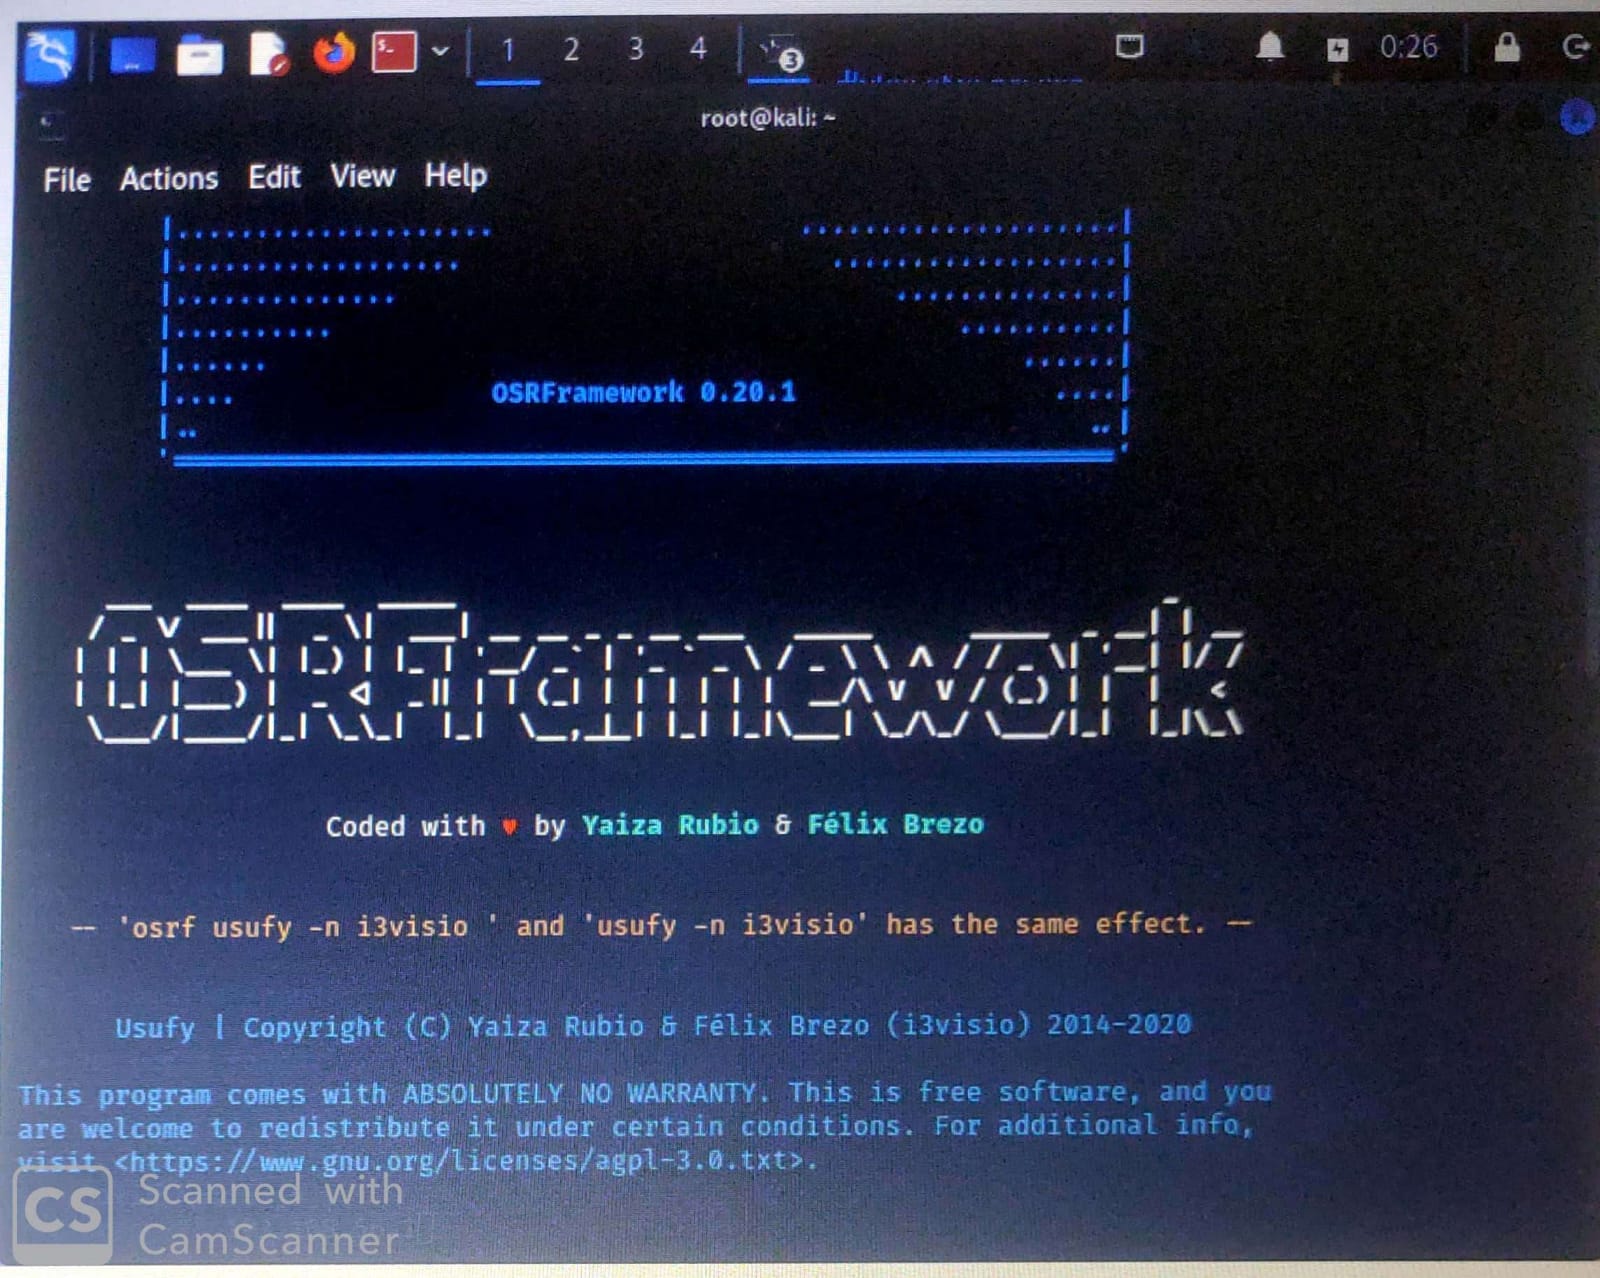 1 2 3 4 3 0:26
root@kali: ~
File Actions Edit View Help
OSRFramework 0.20.1
OSRFramework
Coded with ♥ by Yaiza Rubio & Félix Brezo
-- 'osrf usufy -n i3visio ' and 'usufy -n i3visio' has the same effect. --
Usufy | Copyright (C) Yaiza Rubio & Félix Brezo (i3visio) 2014-2020
This program comes with ABSOLUTELY NO WARRANTY. This is free software, and you
are welcome to redistribute it under certain conditions. For additional info,
visit <https://www.gnu.org/licenses/agpl-3.0.txt>.
CS Scanned with
CamScanner